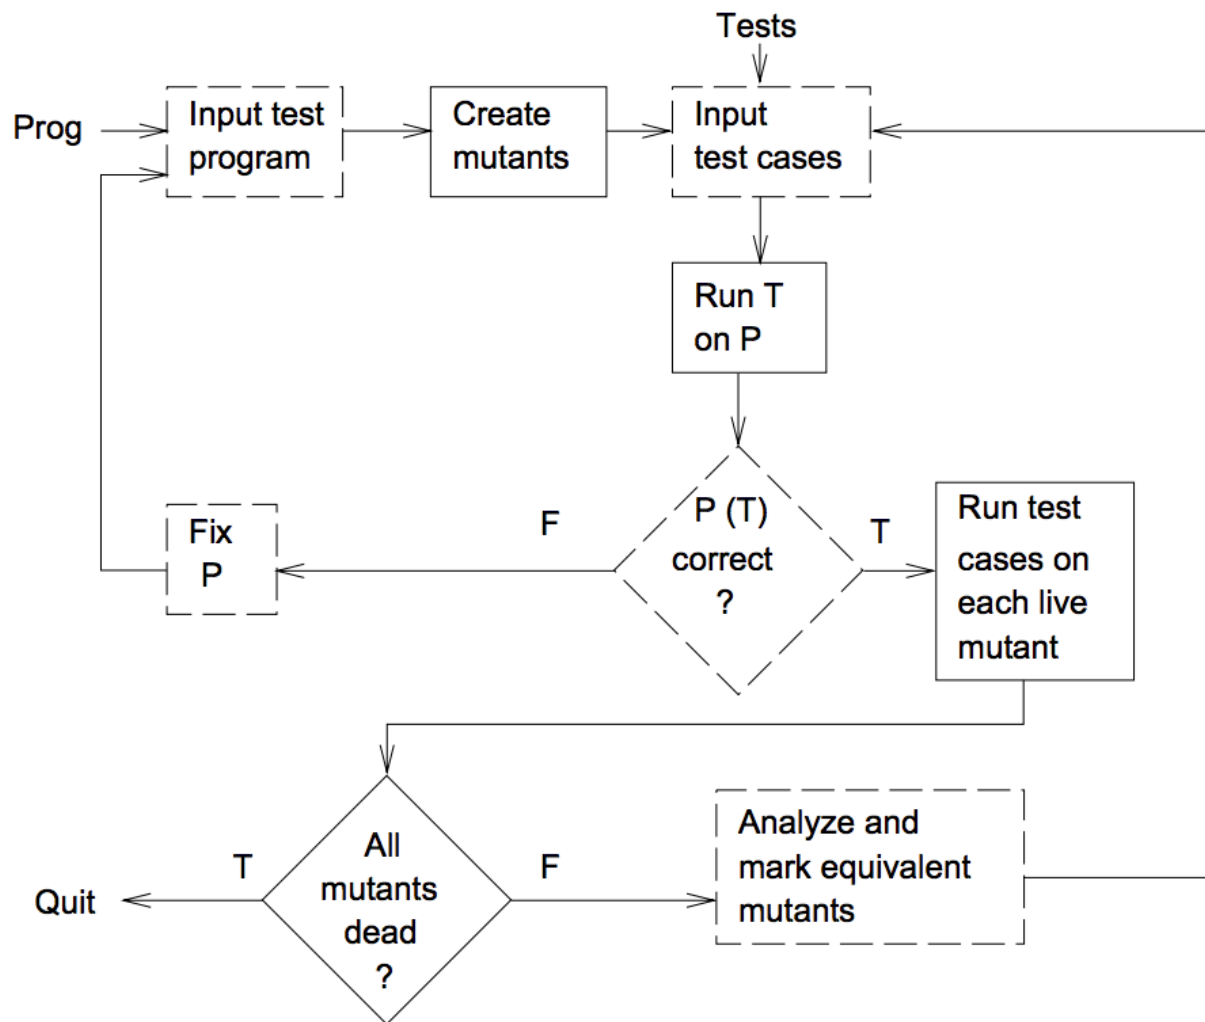 Tests
Prog
Input test
program
Create
mutants
Input
test cases
Run T
on P
P (T)
correct
?
F
T
Fix
P
Run test
cases on
each live
mutant
All
mutants
dead
?
T
F
Quit
Analyze and
mark equivalent
mutants